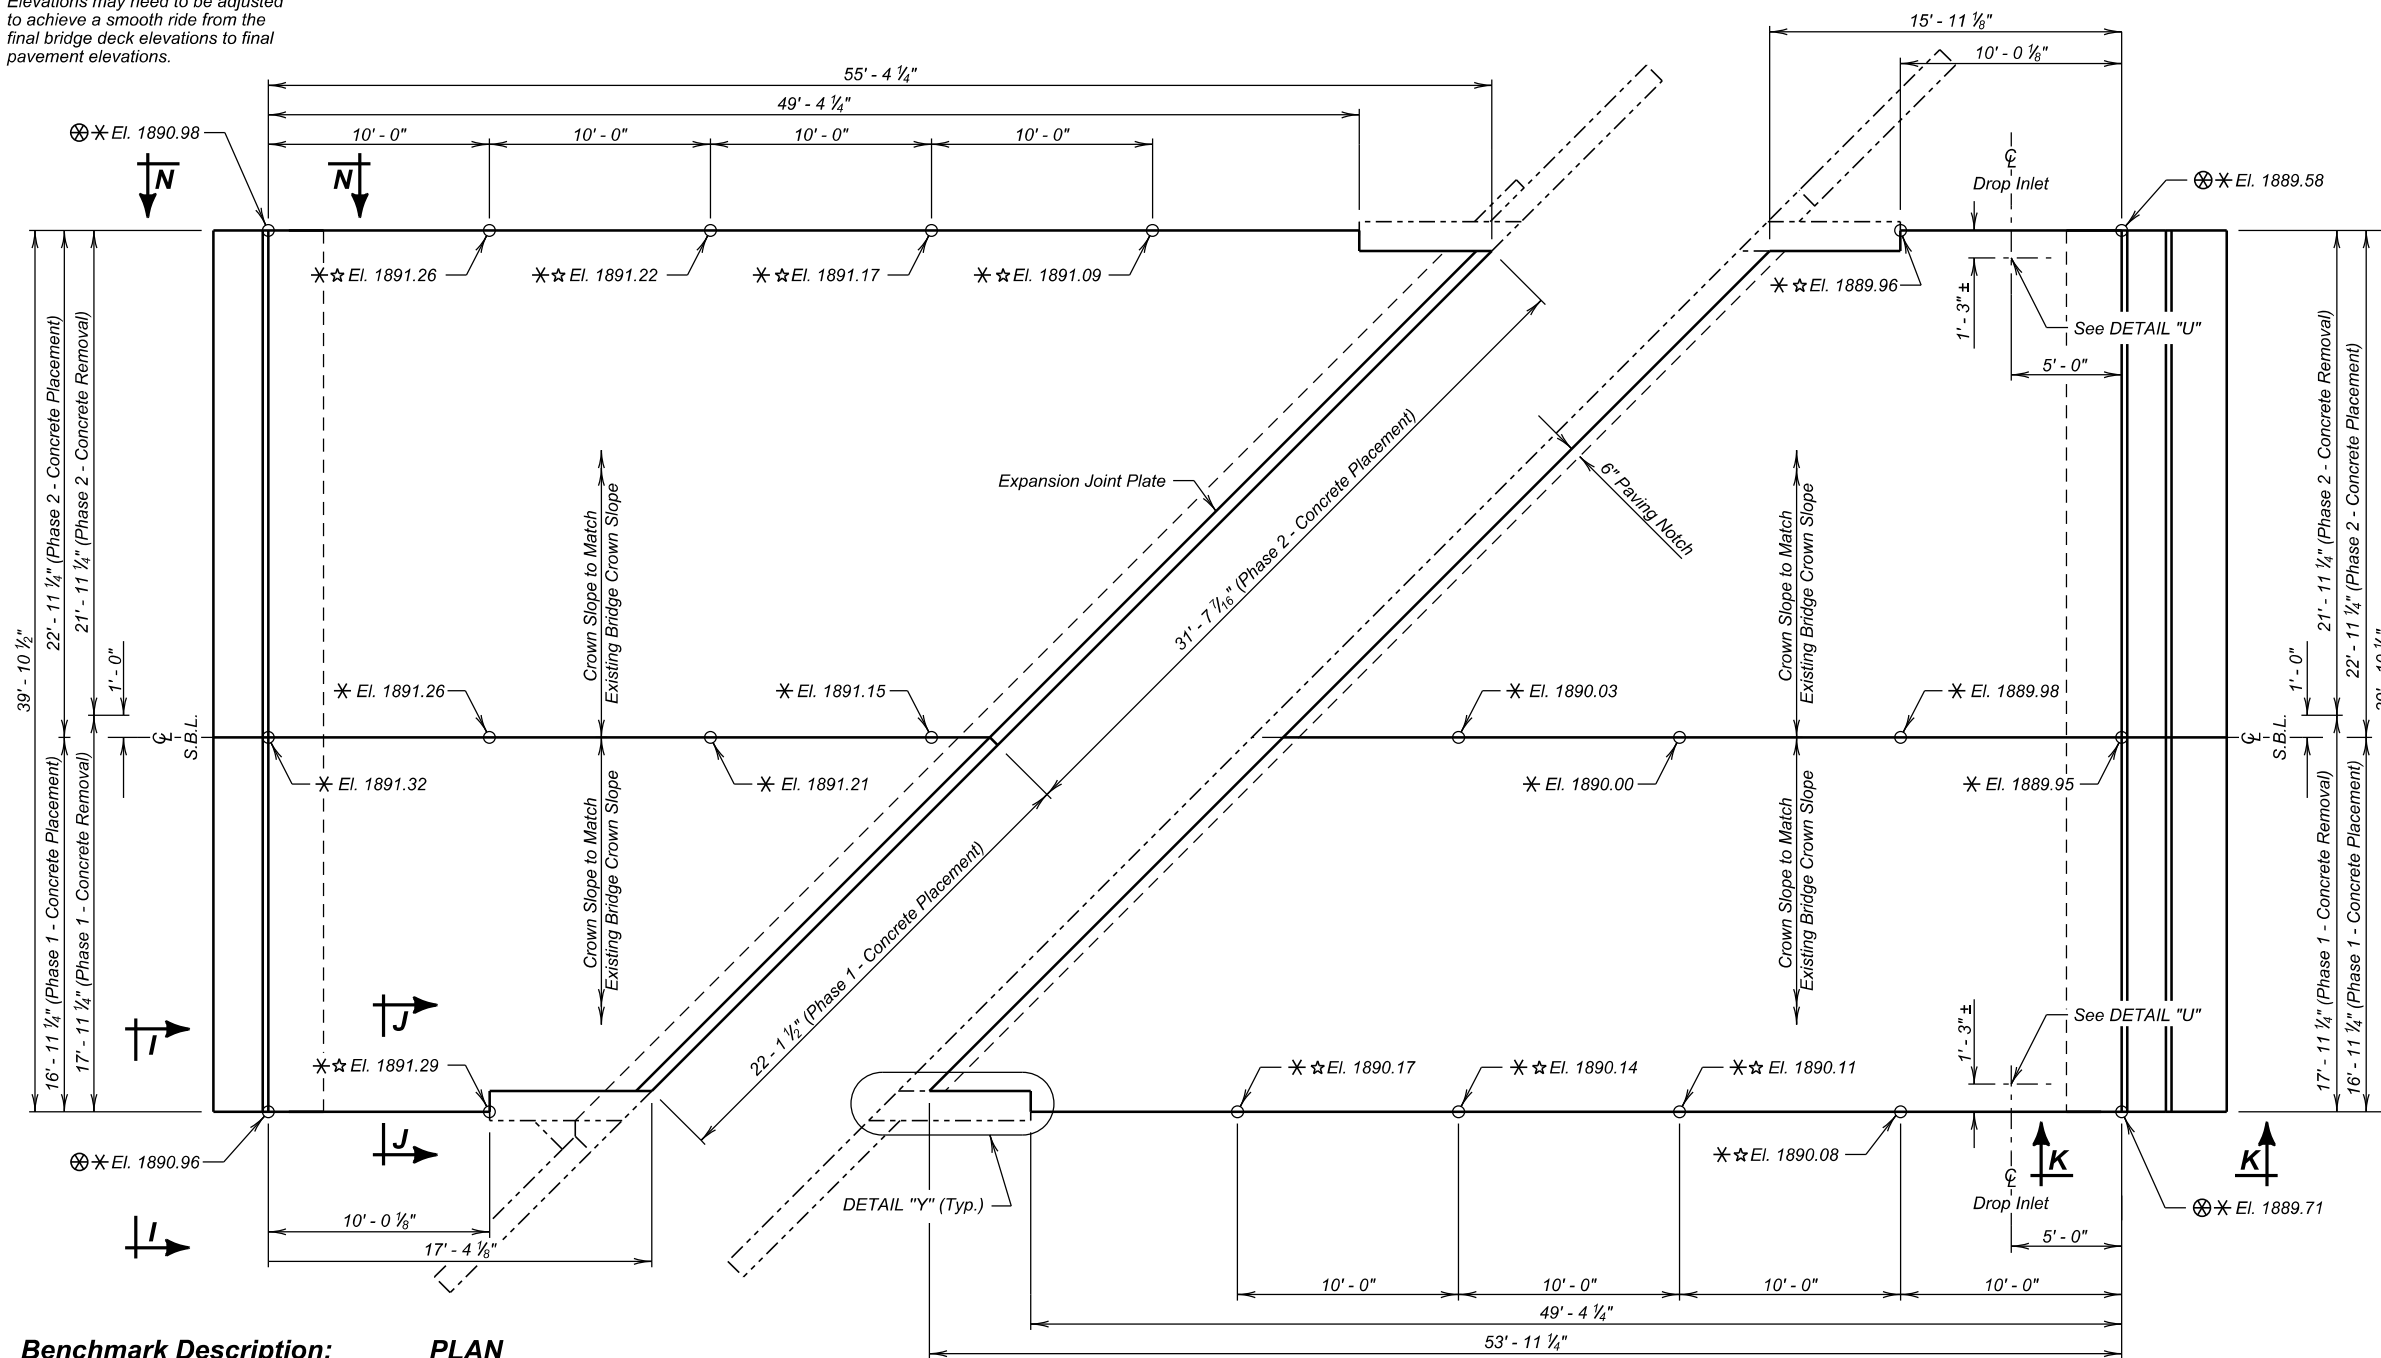 Elevations may need to be adjusted
to achieve a smooth ride from the
final bridge deck elevations to final
pavement elevations.
15' - 11 1/8"
10' - 0 1/8"
55' - 4 1/4"
49' - 4 1/4"
10' - 0"
10' - 0"
10' - 0"
10' - 0"
⊛ * El. 1890.98
N
N
℄
Drop Inlet
⊛ * El. 1889.58
* ☆ El. 1891.26
* ☆ El. 1891.22
* ☆ El. 1891.17
* ☆ El. 1891.09
* ☆ El. 1889.96
1' - 3" ±
See DETAIL "U"
5' - 0"
39' - 10 1/2"
22' - 11 1/4" (Phase 2 - Concrete Placement)
21' - 11 1/4" (Phase 2 - Concrete Removal)
1' - 0"
16' - 11 1/4" (Phase 1 - Concrete Placement)
17' - 11 1/4" (Phase 1 - Concrete Removal)
℄
S.B.L.
Crown Slope to Match
Existing Bridge Crown Slope
Expansion Joint Plate
31' - 7 7/16" (Phase 2 - Concrete Placement)
6" Paving Notch
Crown Slope to Match
Existing Bridge Crown Slope
21' - 11 1/4" (Phase 2 - Concrete Removal)
22' - 11 1/4" (Phase 2 - Concrete Placement)
1' - 0"
℄
S.B.L.
17' - 11 1/4" (Phase 1 - Concrete Removal)
16' - 11 1/4" (Phase 1 - Concrete Placement)
* El. 1891.26
* El. 1891.15
* El. 1890.03
* El. 1889.98
* El. 1891.32
* El. 1891.21
* El. 1890.00
* El. 1889.95
Crown Slope to Match
Existing Bridge Crown Slope
22 - 1 1/2" (Phase 1 - Concrete Placement)
Crown Slope to Match
Existing Bridge Crown Slope
I
J
* ☆ El. 1891.29
* ☆ El. 1890.17
* ☆ El. 1890.14
* ☆ El. 1890.11
1' - 3" ±
See DETAIL "U"
J
⊛ * El. 1890.96
* ☆ El. 1890.08
K
K
℄
Drop Inlet
⊛ * El. 1889.71
DETAIL "Y" (Typ.)
I
10' - 0 1/8"
17' - 4 1/8"
5' - 0"
10' - 0"
10' - 0"
10' - 0"
10' - 0"
49' - 4 1/4"
53' - 11 1/4"
Benchmark Description:
PLAN